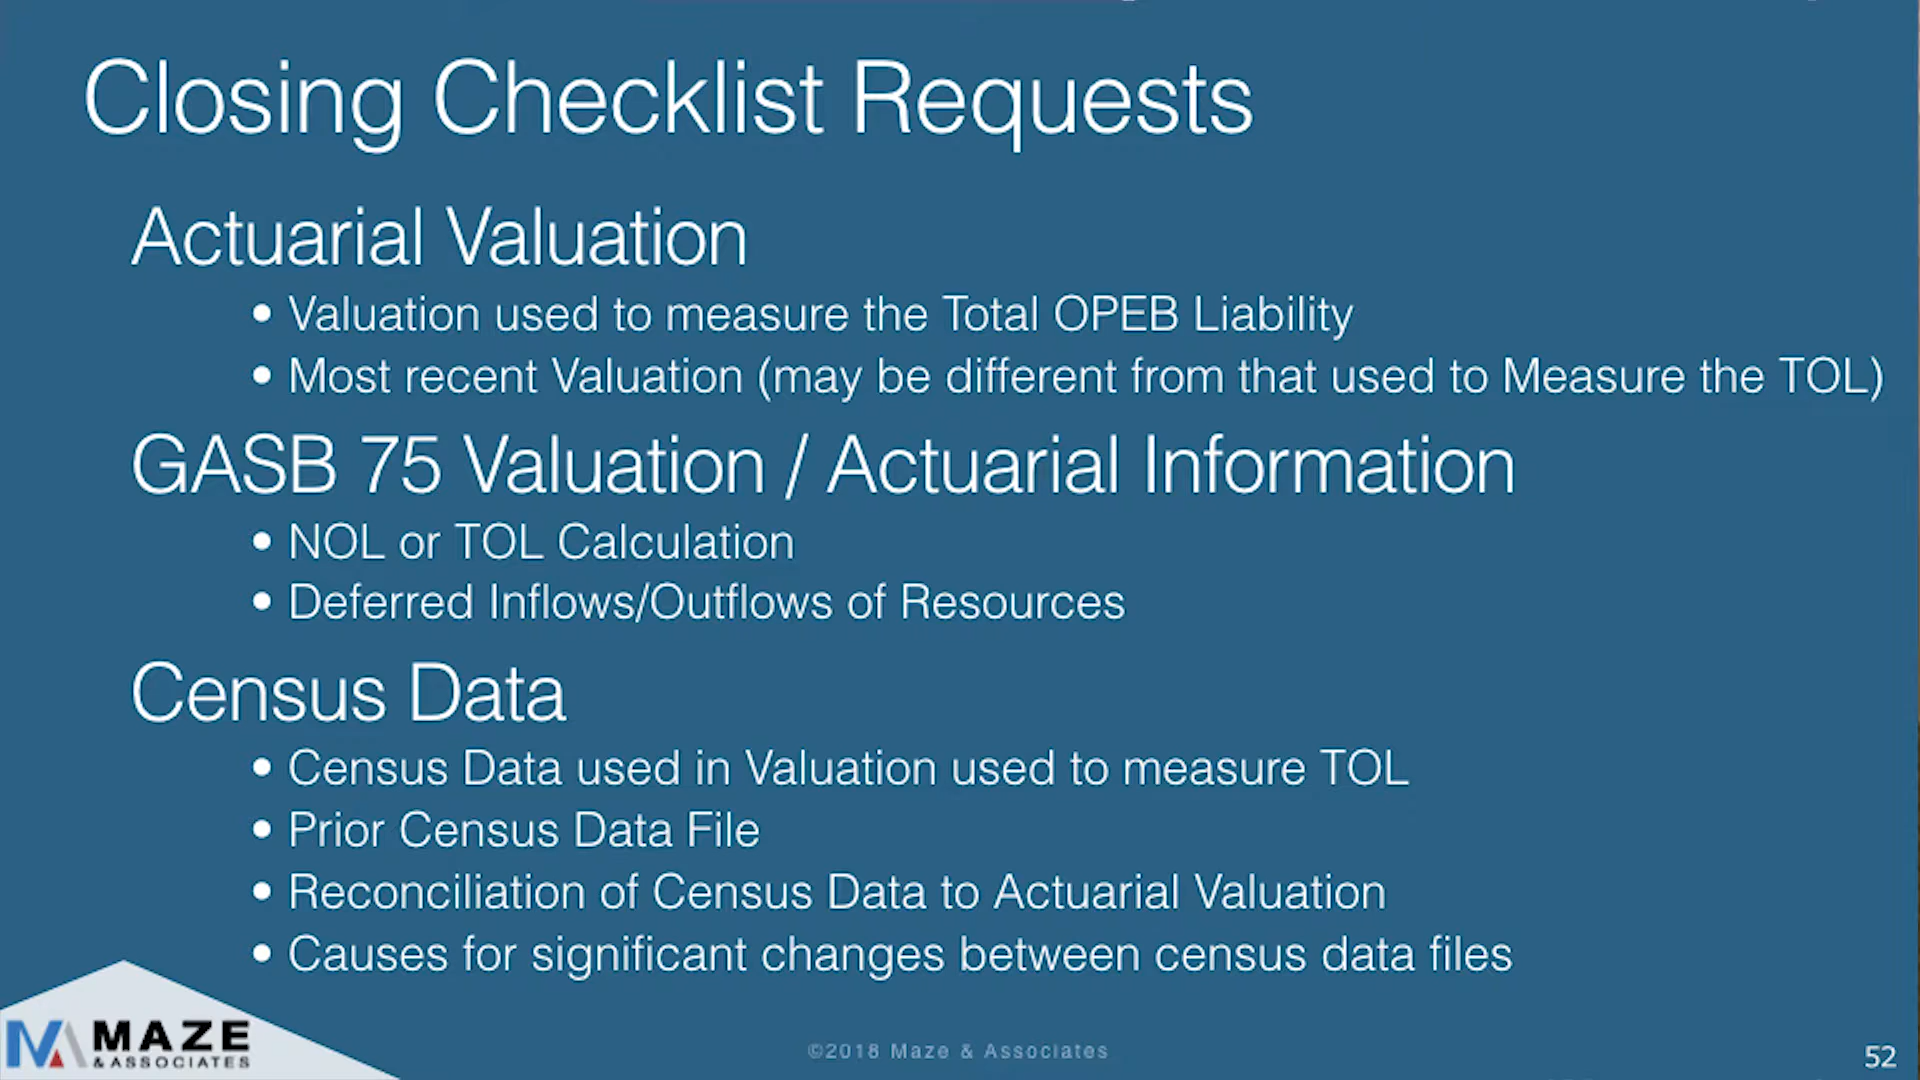 Closing Checklist Requests
Actuarial Valuation
• Valuation used to measure the Total OPEB Liability
• Most recent Valuation (may be different from that used to Measure the TOL)
GASB 75 Valuation / Actuarial Information
• NOL or TOL Calculation
• Deferred Inflows/Outflows of Resources
Census Data
• Census Data used in Valuation used to measure TOL
• Prior Census Data File
• Reconciliation of Census Data to Actuarial Valuation
• Causes for significant changes between census data files
MA MAZE
& ASSOCIATES
©2018 Maze & Associates
52